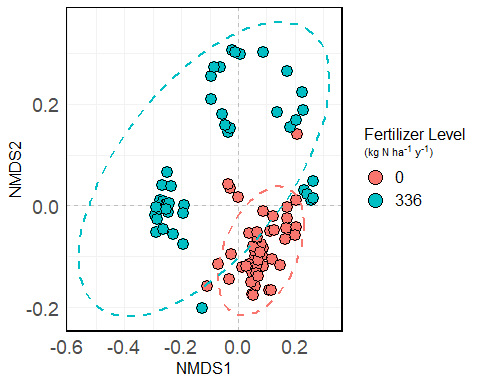 0.2
0.0
-0.2
NMDS2
-0.6
-0.4
-0.2
0.0
0.2
NMDS1
Fertilizer Level
(kg N ha⁻¹ y⁻¹)
0
336